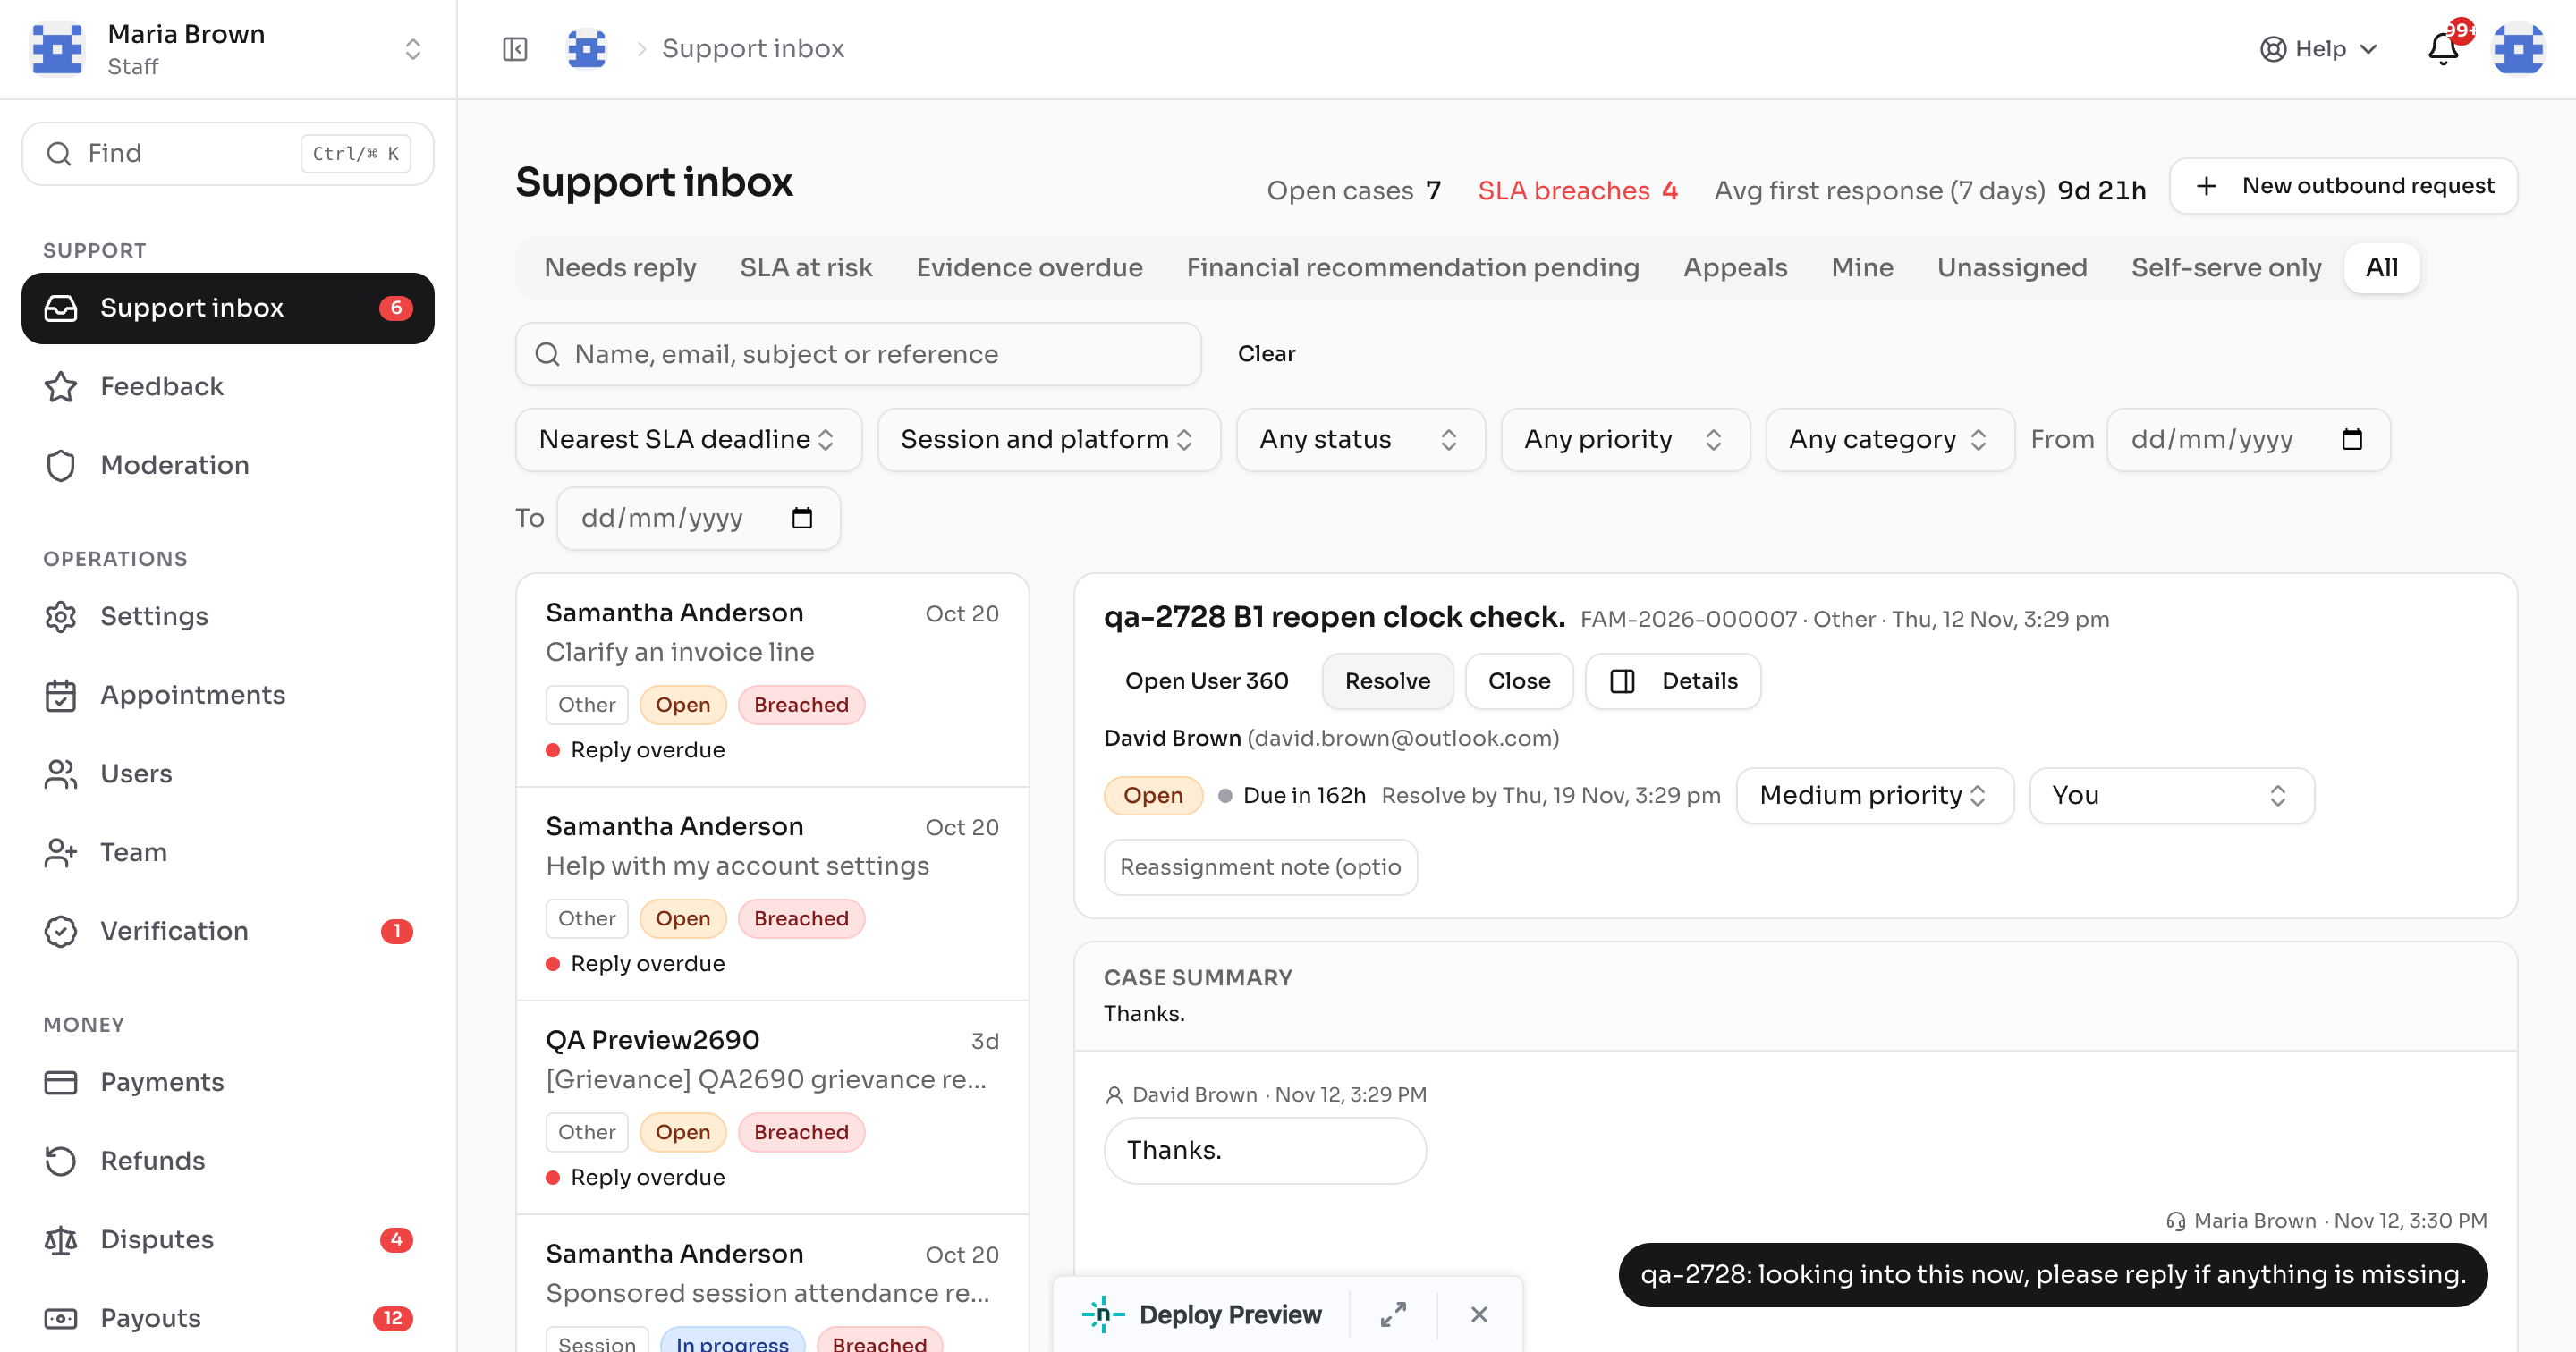 Maria Brown
Staff
Support inbox
Help
99+
Find
Ctrl/⌘ K
SUPPORT
Support inbox
6
Feedback
Moderation
OPERATIONS
Settings
Appointments
Users
Team
Verification
1
MONEY
Payments
Refunds
Disputes
4
Payouts
12
Support inbox
Open cases 7
SLA breaches 4
Avg first response (7 days) 9d 21h
New outbound request
Needs reply
SLA at risk
Evidence overdue
Financial recommendation pending
Appeals
Mine
Unassigned
Self-serve only
All
Name, email, subject or reference
Clear
Nearest SLA deadline
Session and platform
Any status
Any priority
Any category
From
dd/mm/yyyy
To
dd/mm/yyyy
Samantha Anderson
Oct 20
Clarify an invoice line
Other
Open
Breached
Reply overdue
Samantha Anderson
Oct 20
Help with my account settings
Other
Open
Breached
Reply overdue
QA Preview2690
3d
[Grievance] QA2690 grievance re...
Other
Open
Breached
Reply overdue
Samantha Anderson
Oct 20
Sponsored session attendance re...
Session
In progress
Breached
qa-2728 B1 reopen clock check.
FAM-2026-000007 · Other · Thu, 12 Nov, 3:29 pm
Open User 360
Resolve
Close
Details
David Brown (david.brown@outlook.com)
Open
Due in 162h
Resolve by Thu, 19 Nov, 3:29 pm
Medium priority
You
Reassignment note (optio
CASE SUMMARY
Thanks.
David Brown · Nov 12, 3:29 PM
Thanks.
Maria Brown · Nov 12, 3:30 PM
qa-2728: looking into this now, please reply if anything is missing.
Deploy Preview